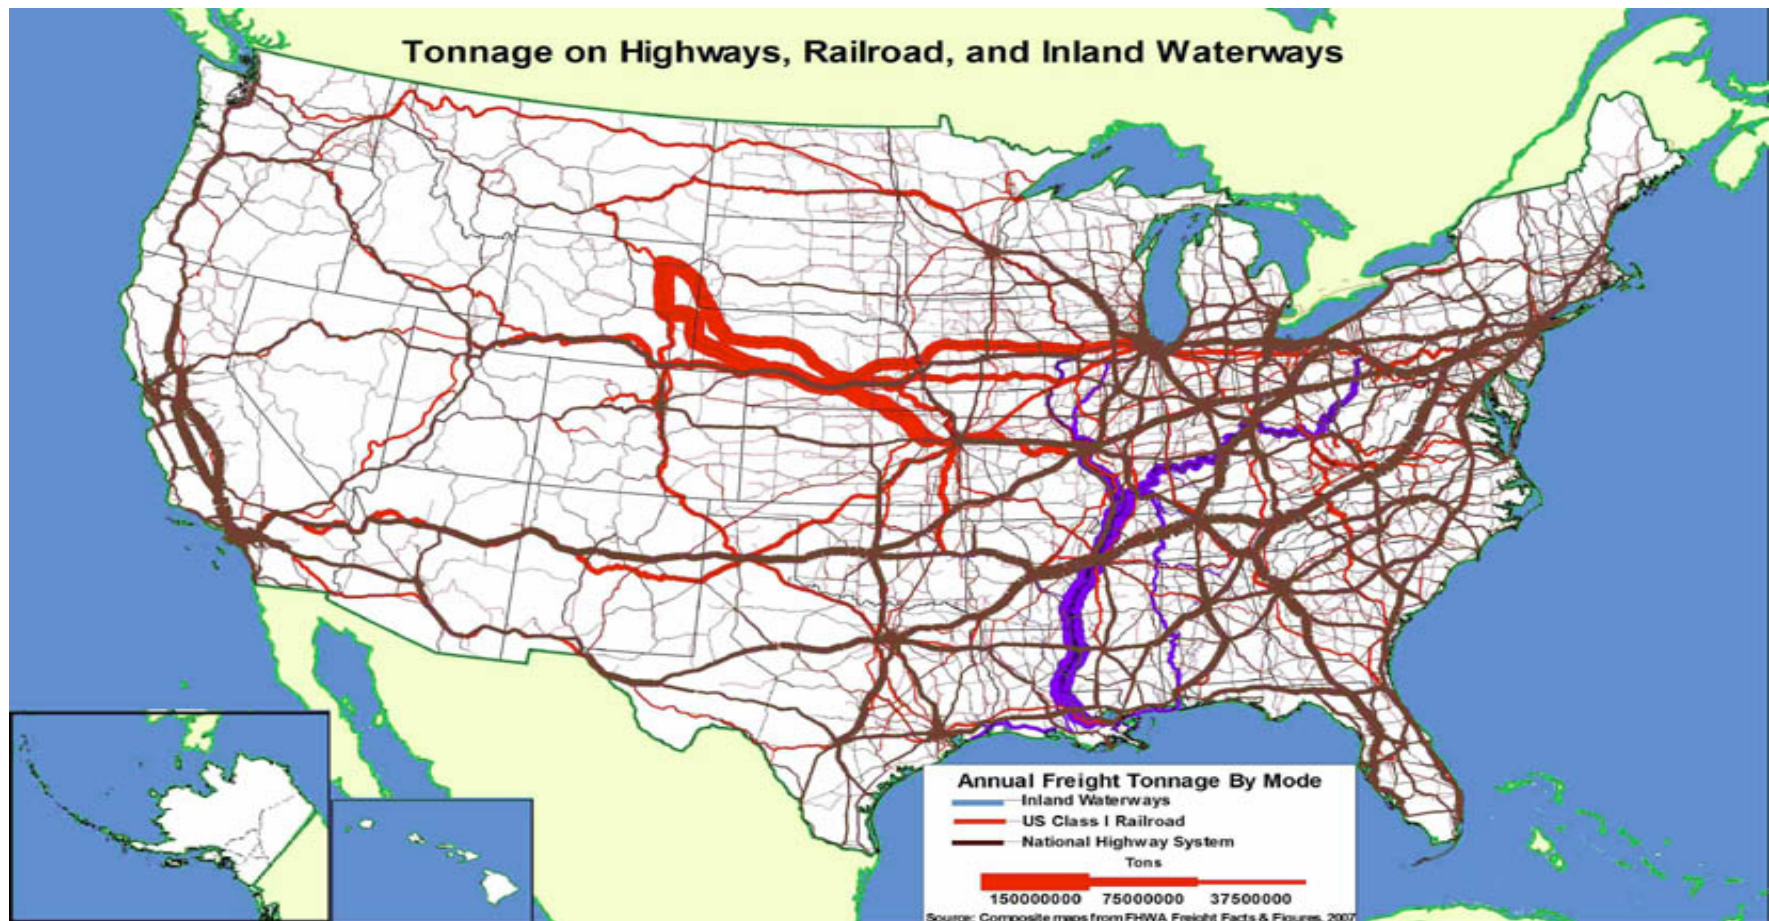 Tonnage on Highways, Railroad, and Inland Waterways
Annual Freight Tonnage By Mode
Inland Waterways
US Class I Railroad
National Highway System
Tons
150000000 75000000 37500000
Source: Composite maps from FHWA Freight Facts & Figures, 2007